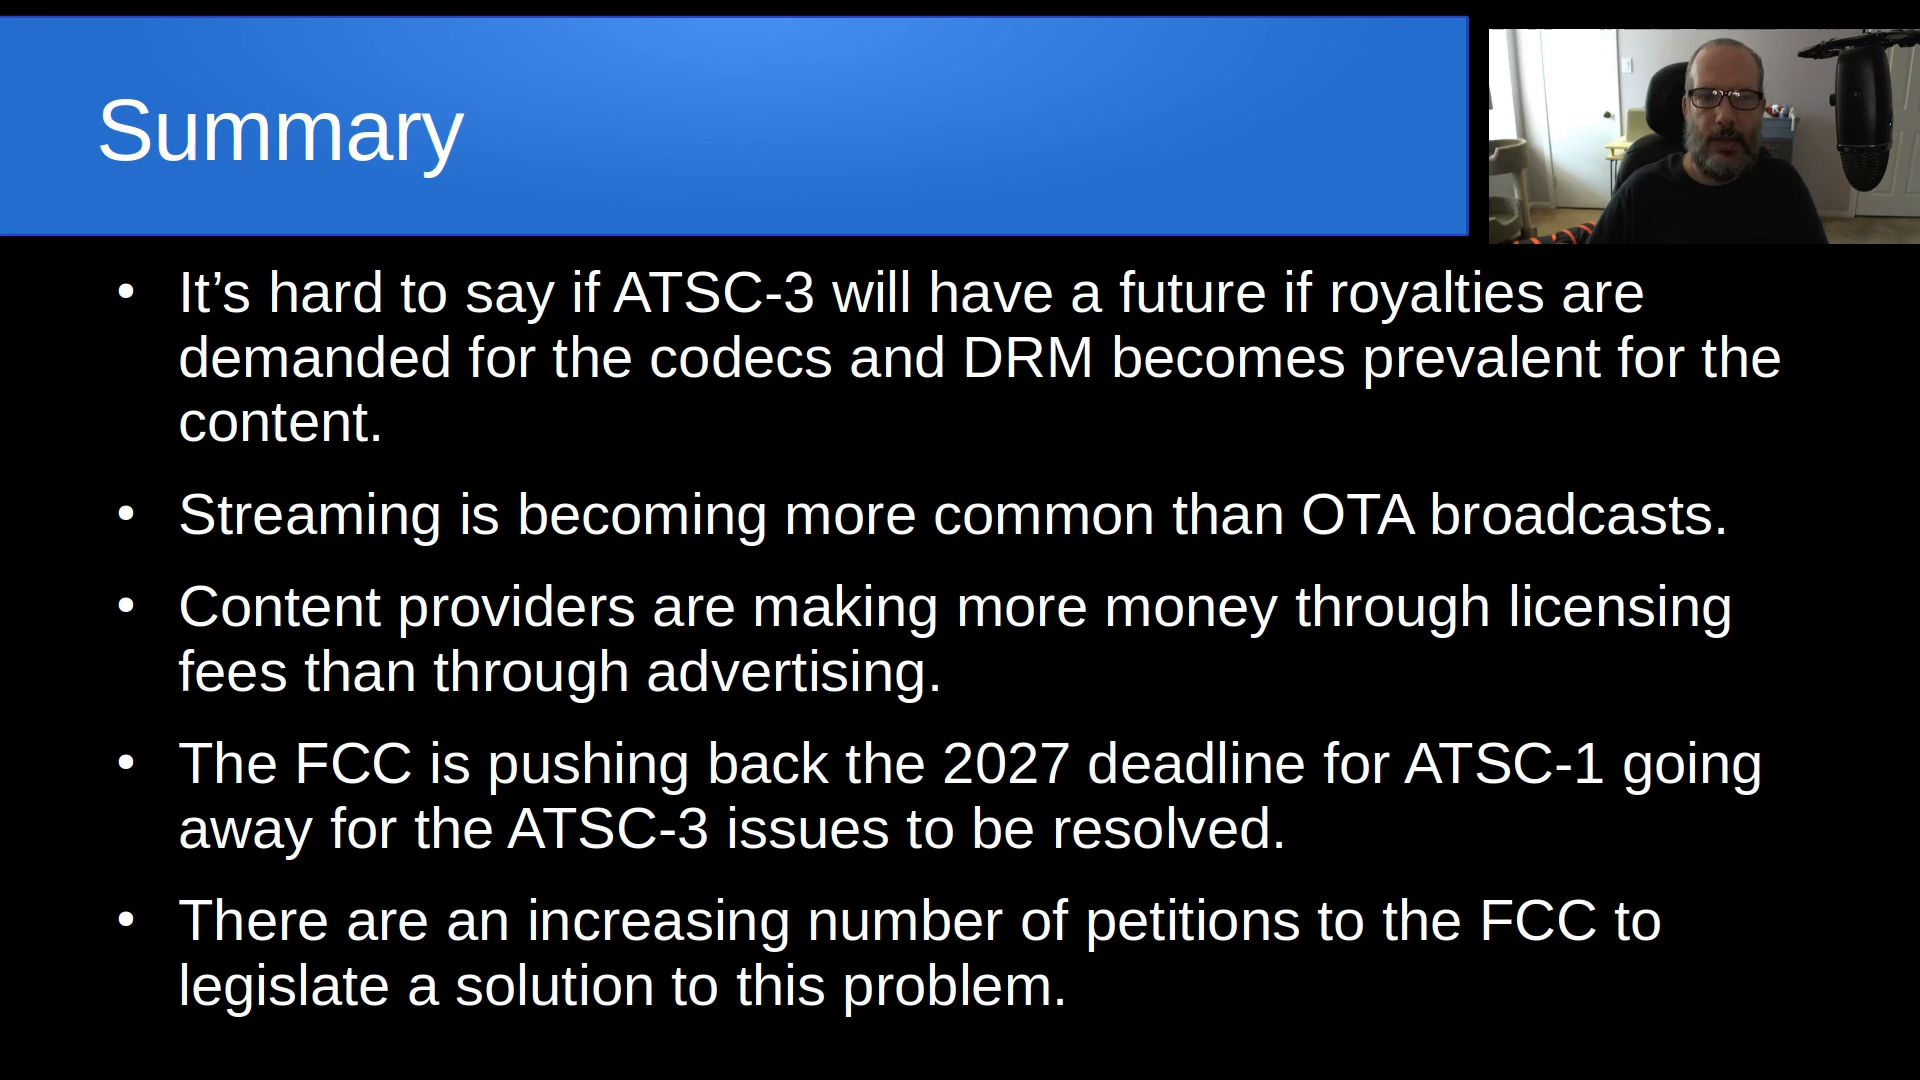 Summary
• It’s hard to say if ATSC-3 will have a future if royalties are
demanded for the codecs and DRM becomes prevalent for the
content.
• Streaming is becoming more common than OTA broadcasts.
• Content providers are making more money through licensing
fees than through advertising.
• The FCC is pushing back the 2027 deadline for ATSC-1 going
away for the ATSC-3 issues to be resolved.
• There are an increasing number of petitions to the FCC to
legislate a solution to this problem.